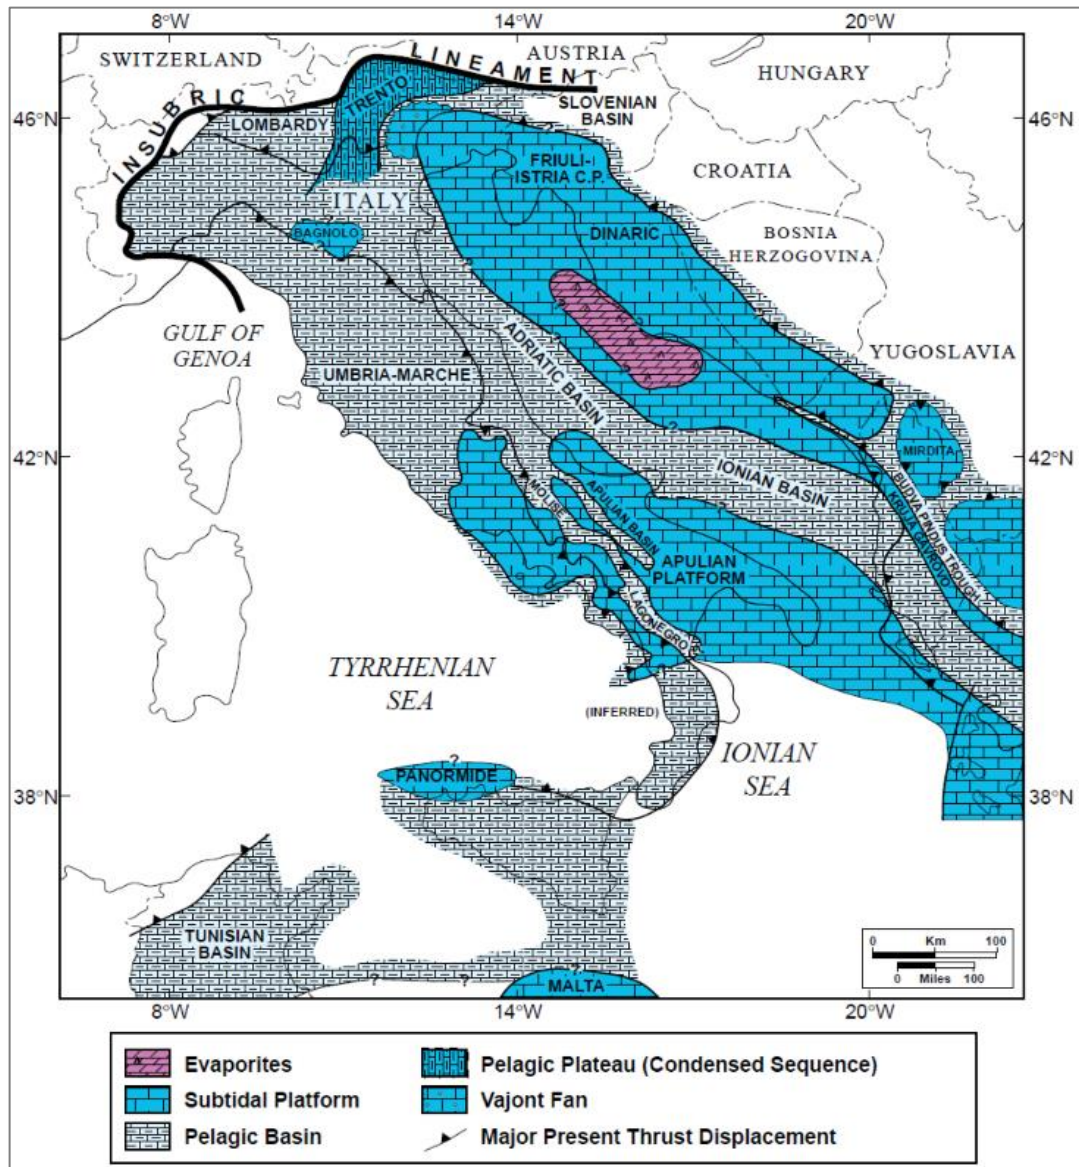 8°W
14°W
20°W
SWITZERLAND
AUSTRIA
HUNGARY
INSUBRIC
LINEAMENT
TRENTO
SLOVENIAN
BASIN
46°N
46°N
LOMBARDY
FRIULI-
ISTRIA C.P.
CROATIA
ITALY
BAGNOLO
?
DINARIC
BOSNIA
HERZOGOVINA
GULF OF
GENOA
ADRIATIC BASIN
YUGOSLAVIA
UMBRIA-MARCHE
42°N
42°N
IONIAN BASIN
MIRDITA
MOLISE
APULIAN BASIN
BUDVA PINDUS TROUGH
KRUJA GAVROVO
APULIAN
PLATFORM
LAGONEGRO
TYRRHENIAN
SEA
(INFERRED)
IONIAN
SEA
?
PANORMIDE
38°N
38°N
TUNISIAN
BASIN
?
?
?
MALTA
0 Km 100
0 Miles 100
8°W
14°W
20°W
Evaporites
Pelagic Plateau (Condensed Sequence)
Subtidal Platform
Vajont Fan
Pelagic Basin
Major Present Thrust Displacement